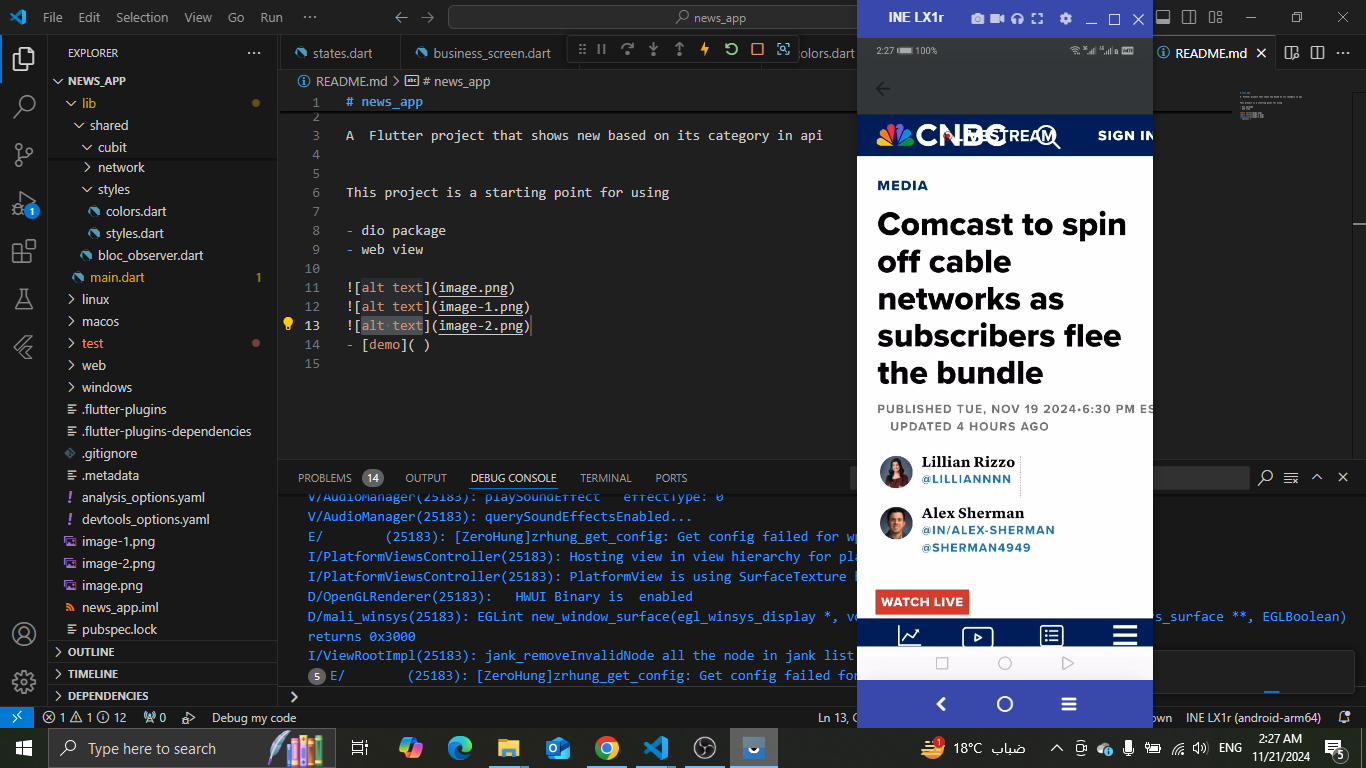 File Edit Selection View Go Run ···
news_app
EXPLORER
NEWS_APP
lib
shared
cubit
network
styles
colors.dart
styles.dart
bloc_observer.dart
main.dart 1
linux
macos
test
web
windows
.flutter-plugins
.flutter-plugins-dependencies
.gitignore
.metadata
analysis_options.yaml
devtools_options.yaml
image-1.png
image-2.png
image.png
news_app.iml
pubspec.lock
OUTLINE
TIMELINE
DEPENDENCIES
1
states.dart business_screen.dart colors.dart README.md
README.md > # news_app
1 # news_app
2
3 A  Flutter project that shows new based on its category in api
4
5
6 This project is a starting point for using
7
8 - dio package
9 - web view
10
11 ![alt text](image.png)
12 ![alt text](image-1.png)
13 ![alt text](image-2.png)
14 - [demo]( )
15
PROBLEMS 14 OUTPUT DEBUG CONSOLE TERMINAL PORTS
V/AudioManager(25183): playSoundEffect   effectType: 0
V/AudioManager(25183): querySoundEffectsEnabled...
E/        (25183): [ZeroHung]zrhung_get_config: Get config failed for wp
I/PlatformViewsController(25183): Hosting view in view hierarchy for pla
I/PlatformViewsController(25183): PlatformView is using SurfaceTexture
D/OpenGLRenderer(25183):   HWUI Binary is  enabled
D/mali_winsys(25183): EGLint new_window_surface(egl_winsys_display *, vo s_surface **, EGLBoolean)
returns 0x3000
I/ViewRootImpl(25183): jank_removeInvalidNode all the node in jank list
5 E/        (25183): [ZeroHung]zrhung_get_config: Get config failed for
INE LX1r
2:27 100%
CNBC LIVESTREAM SIGN IN
MEDIA
Comcast to spin
off cable
networks as
subscribers flee
the bundle
PUBLISHED TUE, NOV 19 2024•6:30 PM ES
UPDATED 4 HOURS AGO
Lillian Rizzo
@LILLIANNNN
Alex Sherman
@IN/ALEX-SHERMAN
@SHERMAN4949
WATCH LIVE
1 1 12 0 Debug my code Ln 13, C own INE LX1r (android-arm64)
Type here to search
1 18°C ضباب ENG 2:27 AM
11/21/2024 5